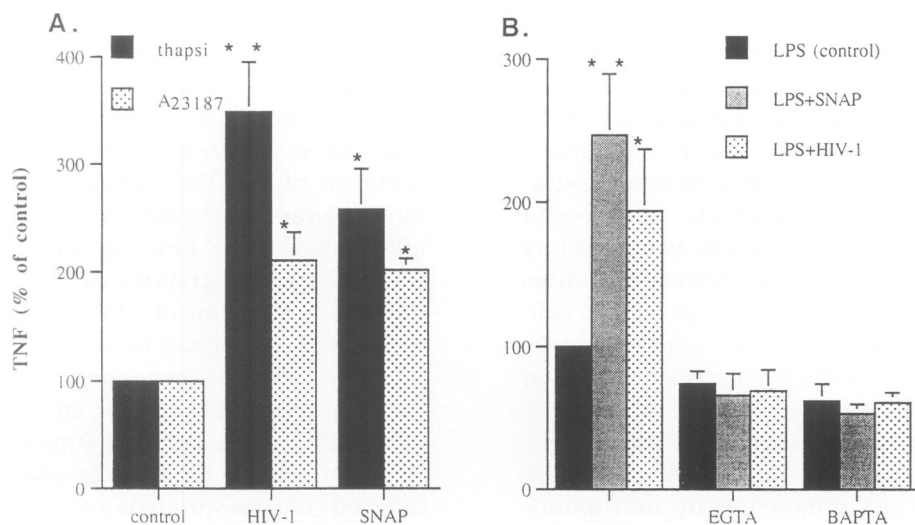 A.
thapsi
A23187
TNF (% of control)
400
300
200
100
0
* *
*
*
*
control
HIV-1
SNAP
B.
LPS (control)
LPS+SNAP
LPS+HIV-1
300
200
100
0
* *
*
EGTA
BAPTA